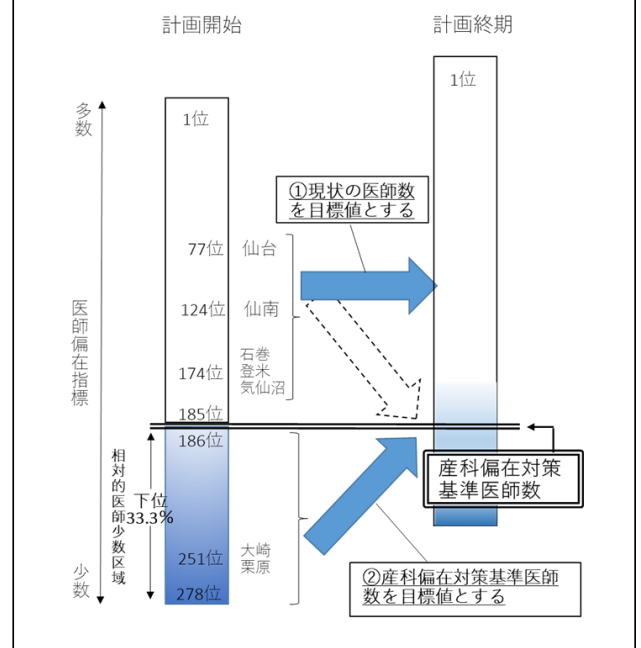 計画開始
計画終期
多数
1位
1位
①現状の医師数
を目標値とする
77位
仙台
124位
仙南
医師偏在指標
174位
石巻
登米
気仙沼
185位
186位
産科偏在対策
基準医師数
相対的医師少数区域
下位
33.3%
251位
大崎
栗原
278位
少数
②産科偏在対策基準医師
数を目標値とする